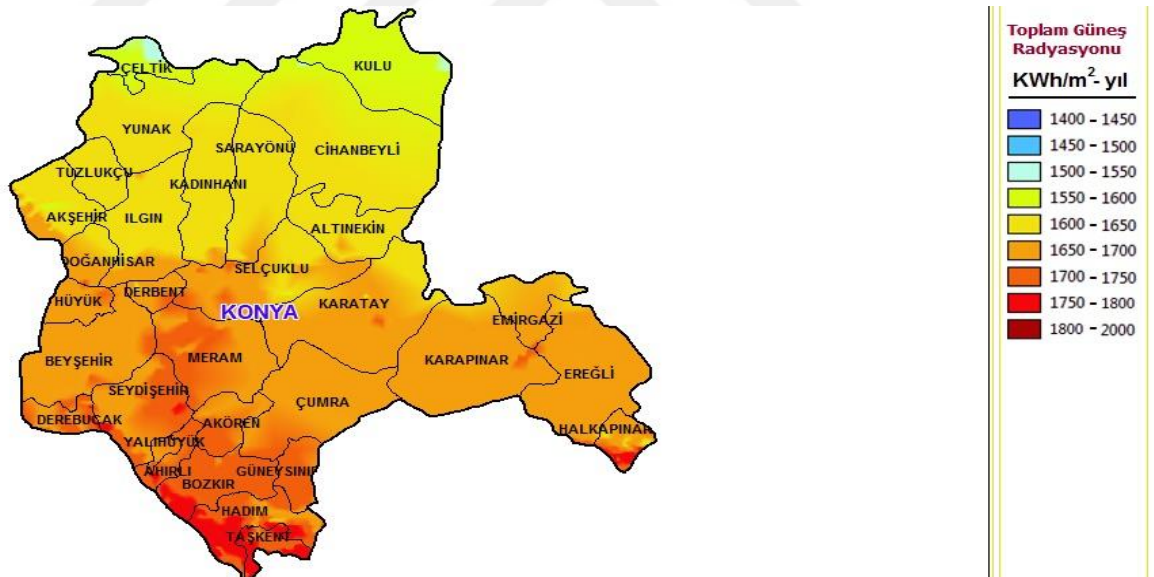 ÇELTİK
KULU
YUNAK
SARAYÖNÜ
CİHANBEYLİ
TUZLUKÇU
KADINHANI
AKŞEHİR
ILGIN
ALTINEKİN
DOĞANHİSAR
SELÇUKLU
DERBENT
HÜYÜK
KONYA
KARATAY
EMİRGAZİ
BEYŞEHİR
MERAM
KARAPINAR
EREĞLİ
SEYDİŞEHİR
ÇUMRA
DEREBUCAK
AKÖREN
HALKAPINAR
YALIHÜYÜK
AHIRLI
GÜNEYSINIR
BOZKIR
HADIM
TAŞKENT
Toplam Güneş
Radyasyonu
KWh/m²- yıl
1400 - 1450
1450 - 1500
1500 - 1550
1550 - 1600
1600 - 1650
1650 - 1700
1700 - 1750
1750 - 1800
1800 - 2000